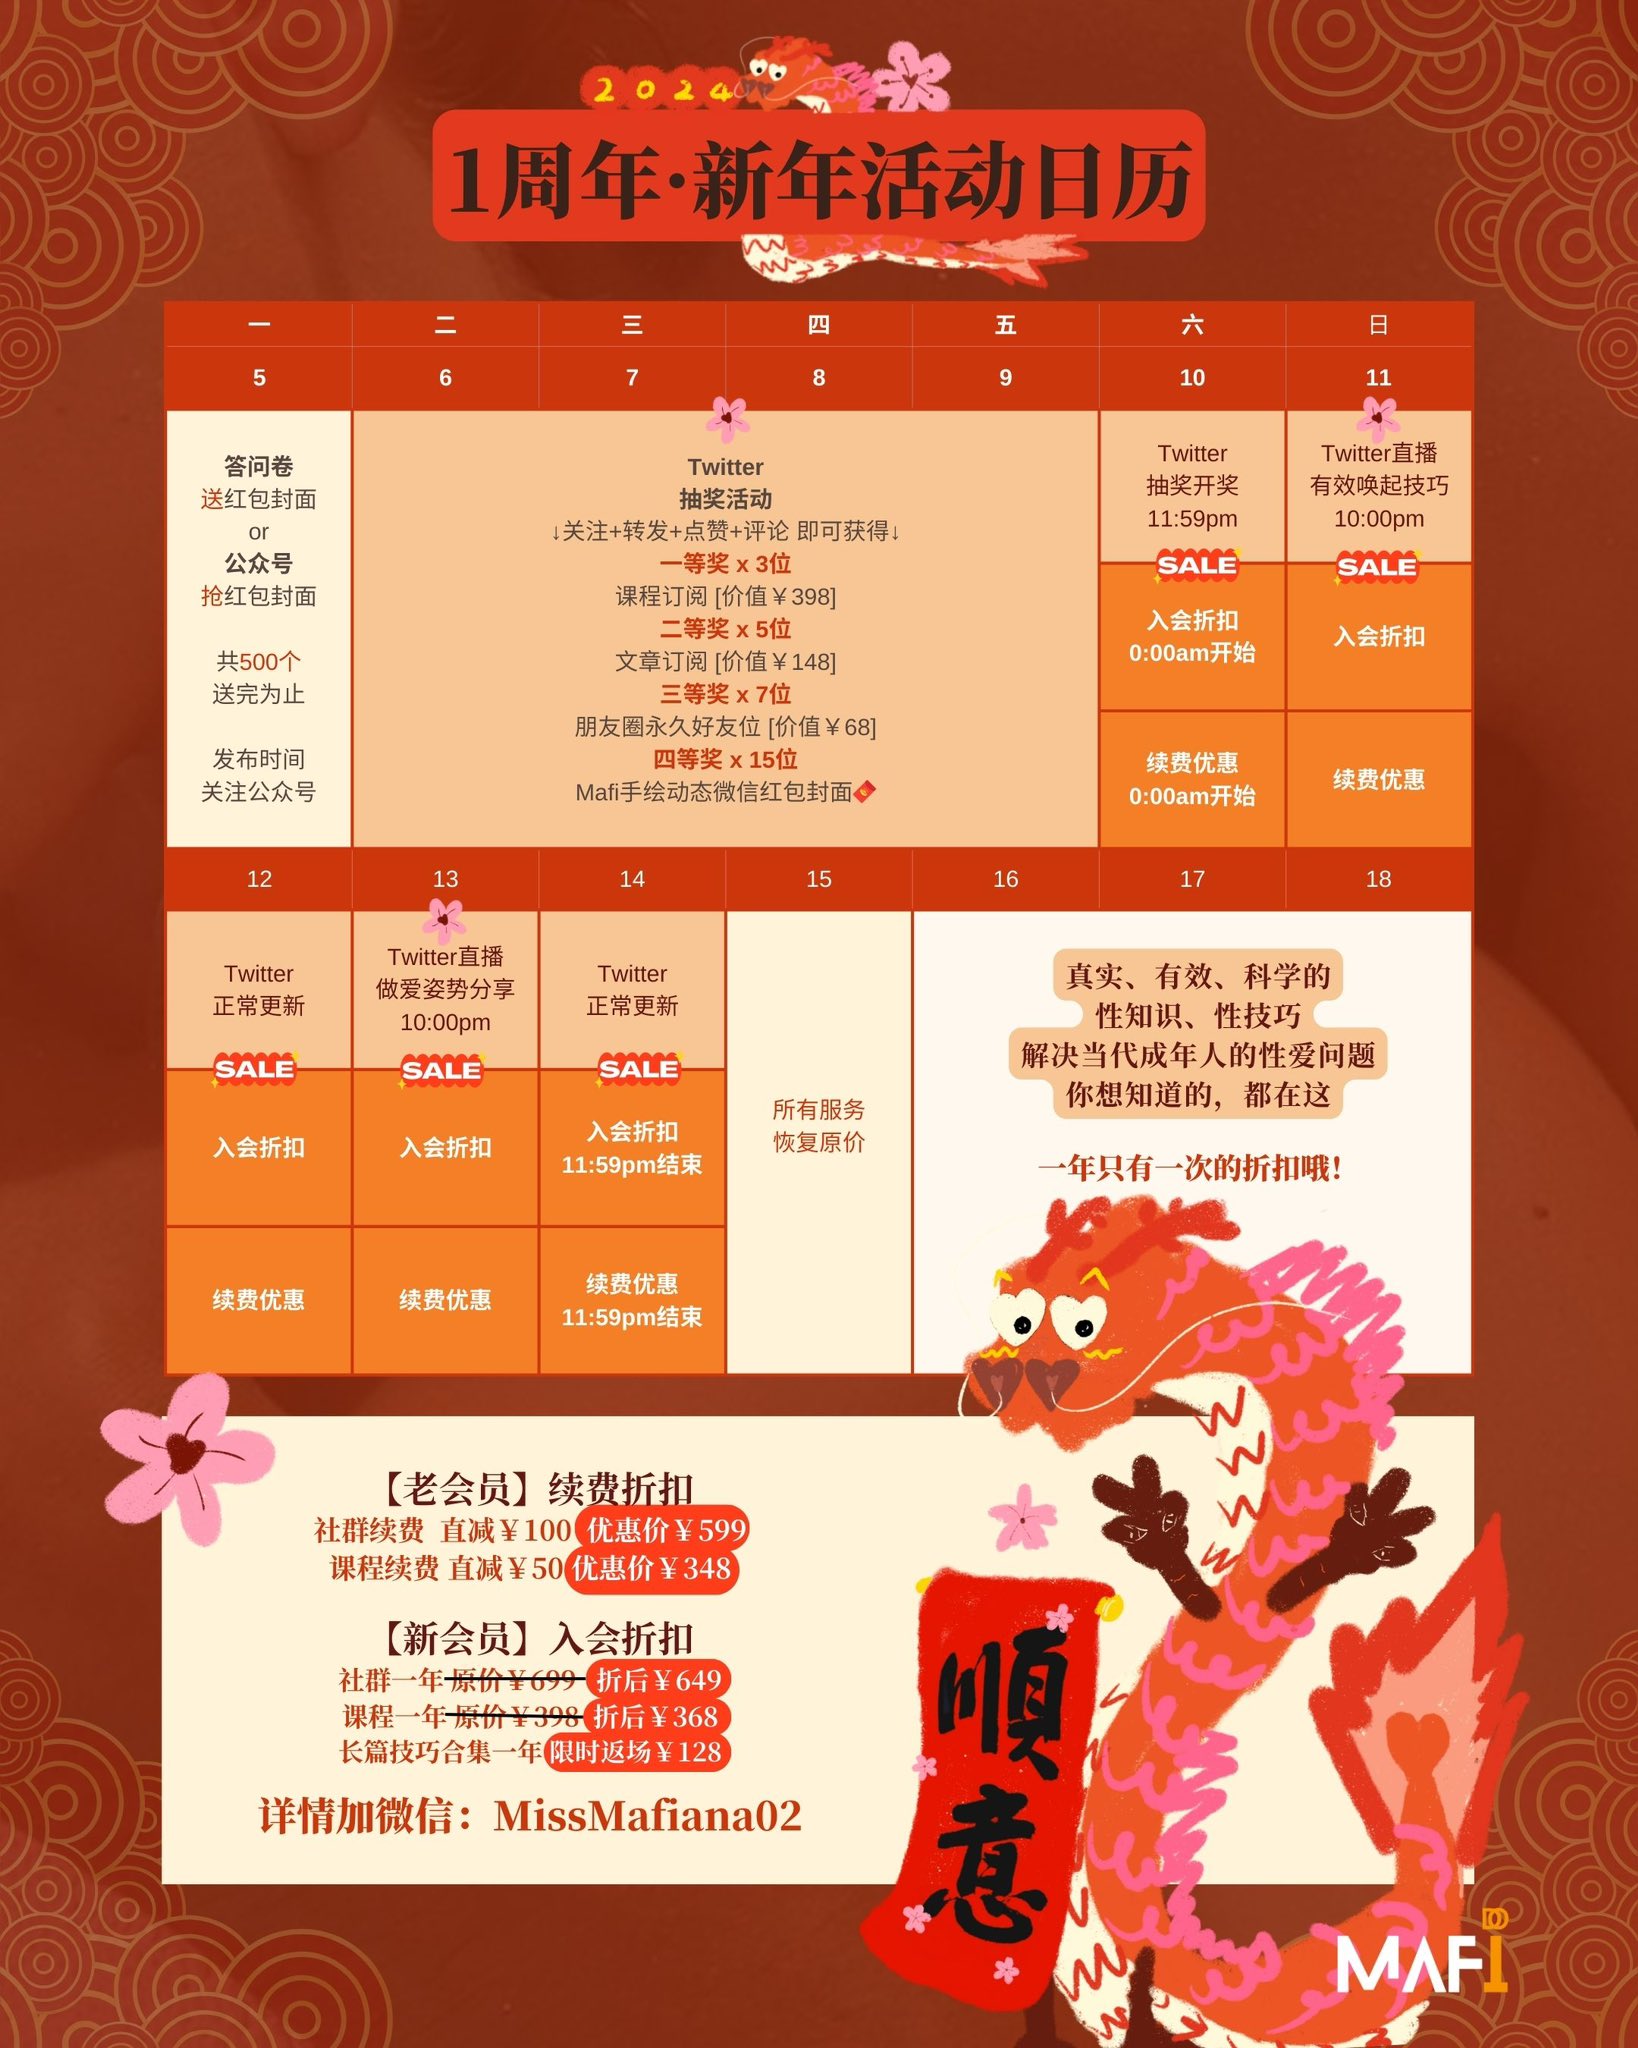 2024
1周年·新年活动日历
一 二 三 四 五 六 日
5 6 7 8 9 10 11
答问卷
送红包封面
or
公众号
抢红包封面
共500个
送完为止
发布时间
关注公众号
Twitter
抽奖活动
↓关注+转发+点赞+评论 即可获得↓
一等奖 x 3位
课程订阅 [价值￥398]
二等奖 x 5位
文章订阅 [价值￥148]
三等奖 x 7位
朋友圈永久好友位 [价值￥68]
四等奖 x 15位
Mafi手绘动态微信红包封面🧧
Twitter
抽奖开奖
11:59pm
SALE
入会折扣
0:00am开始
续费优惠
0:00am开始
Twitter直播
有效唤起技巧
10:00pm
SALE
入会折扣
续费优惠
12 13 14 15 16 17 18
Twitter
正常更新
SALE
入会折扣
续费优惠
Twitter直播
做爱姿势分享
10:00pm
SALE
入会折扣
续费优惠
Twitter
正常更新
SALE
入会折扣
11:59pm结束
续费优惠
11:59pm结束
所有服务
恢复原价
真实、有效、科学的
性知识、性技巧
解决当代成年人的性爱问题
你想知道的，都在这
一年只有一次的折扣哦！
【老会员】续费折扣
社群续费 直减￥100 优惠价￥599
课程续费 直减￥50 优惠价￥348
【新会员】入会折扣
社群一年 原价￥699 折后￥649
课程一年 原价￥398 折后￥368
长篇技巧合集一年 限时返场￥128
详情加微信：MissMafiana02
順
意
DO
MAFI